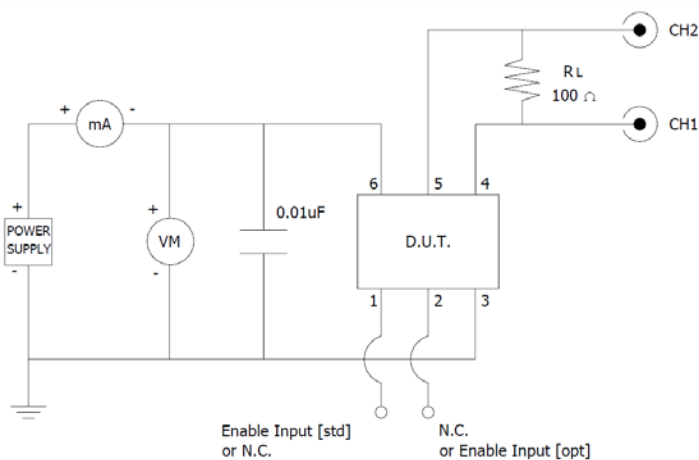 CH2
RL
100 Ω
CH1
+ mA -
6 5 4
0.01uF
+
POWER
SUPPLY
-
+
VM
-
D.U.T.
1 2 3
Enable Input [std]
or N.C.
N.C.
or Enable Input [opt]